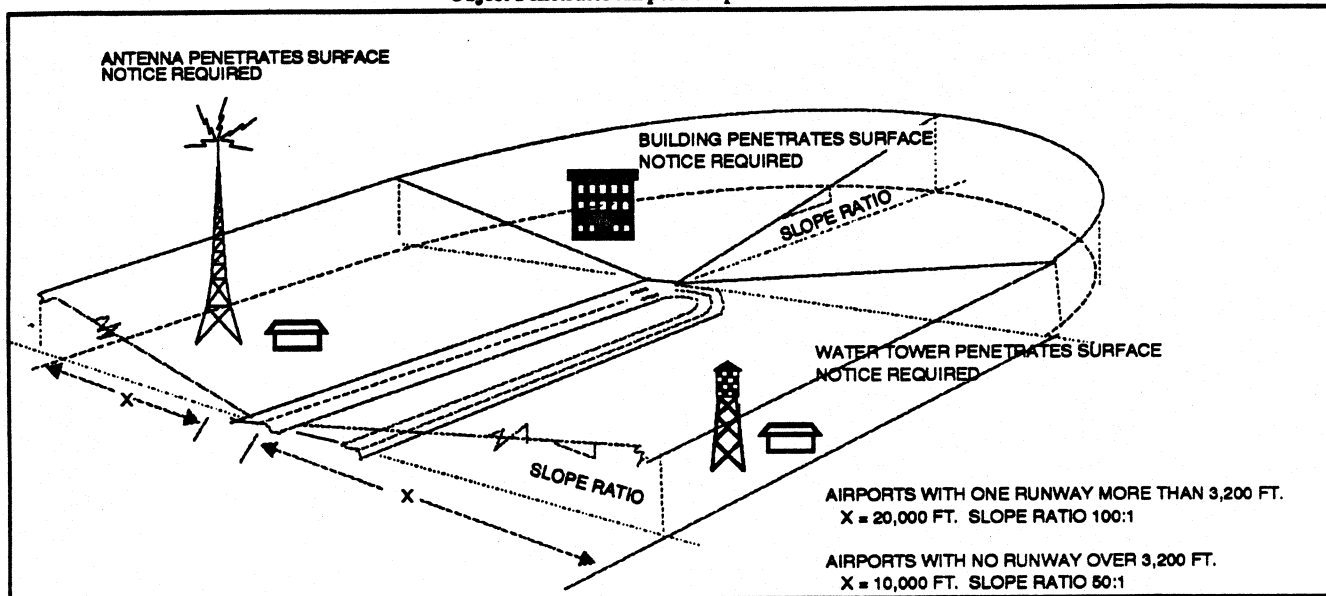 ANTENNA PENETRATES SURFACE
NOTICE REQUIRED
BUILDING PENETRATES SURFACE
NOTICE REQUIRED
SLOPE RATIO
WATER TOWER PENETRATES SURFACE
NOTICE REQUIRED
X
X
SLOPE RATIO
AIRPORTS WITH ONE RUNWAY MORE THAN 3,200 FT.
X = 20,000 FT. SLOPE RATIO 100:1
AIRPORTS WITH NO RUNWAY OVER 3,200 FT.
X = 10,000 FT. SLOPE RATIO 50:1